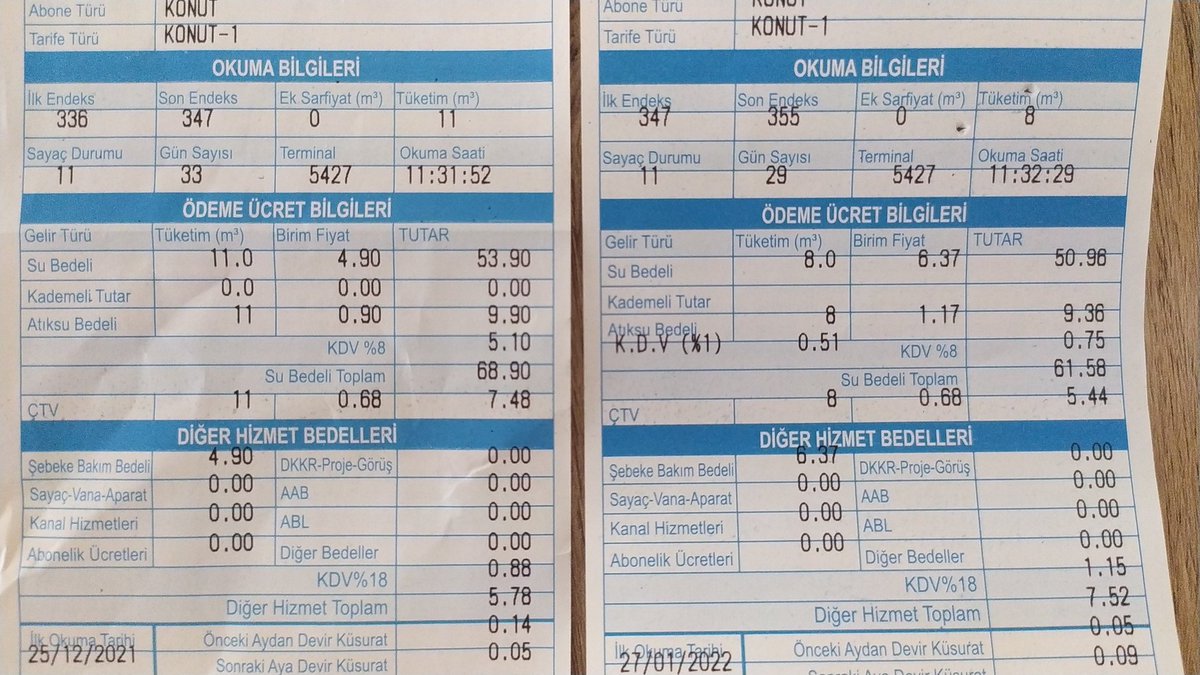 Abone Türü KONUT
Tarife Türü KONUT-1
OKUMA BİLGİLERİ
İlk Endeks Son Endeks Ek Sarfiyat (m³) Tüketim (m³)
336 347 0 11
Sayaç Durumu Gün Sayısı Terminal Okuma Saati
11 33 5427 11:31:52
ÖDEME ÜCRET BİLGİLERİ
Gelir Türü Tüketim (m³) Birim Fiyat TUTAR
Su Bedeli 11.0 4.90 53.90
Kademeli Tutar 0.0 0.00 0.00
Atıksu Bedeli 11 0.90 9.90
KDV %8 5.10
Su Bedeli Toplam 68.90
ÇTV 11 0.68 7.48
DİĞER HİZMET BEDELLERİ
Şebeke Bakım Bedeli 4.90 DKKR-Proje-Görüş 0.00
Sayaç-Vana-Aparat 0.00 AAB 0.00
Kanal Hizmetleri 0.00 ABL 0.00
Abonelik Ücretleri 0.00 Diğer Bedeller 0.00
KDV%18 0.88
Diğer Hizmet Toplam 5.78
İlk Okuma Tarihi Önceki Aydan Devir Küsurat 0.14
25/12/2021 Sonraki Aya Devir Küsurat 0.05
Abone Türü KONUT
Tarife Türü KONUT-1
OKUMA BİLGİLERİ
İlk Endeks Son Endeks Ek Sarfiyat (m³) Tüketim (m³)
347 355 0 8
Sayaç Durumu Gün Sayısı Terminal Okuma Saati
11 29 5427 11:32:29
ÖDEME ÜCRET BİLGİLERİ
Gelir Türü Tüketim (m³) Birim Fiyat TUTAR
Su Bedeli 8.0 6.37 50.96
Kademeli Tutar
Atıksu Bedeli 8 1.17 9.36
K.D.V (%1) 0.51 KDV %8 0.75
Su Bedeli Toplam 61.58
ÇTV 8 0.68 5.44
DİĞER HİZMET BEDELLERİ
Şebeke Bakım Bedeli 6.37 DKKR-Proje-Görüş 0.00
Sayaç-Vana-Aparat 0.00 AAB 0.00
Kanal Hizmetleri 0.00 ABL 0.00
Abonelik Ücretleri 0.00 Diğer Bedeller 0.00
KDV%18 1.15
Diğer Hizmet Toplam 7.52
İlk Okuma Tarihi Önceki Aydan Devir Küsurat 0.05
27/01/2022 Sonraki Aya Devir Küsurat 0.09